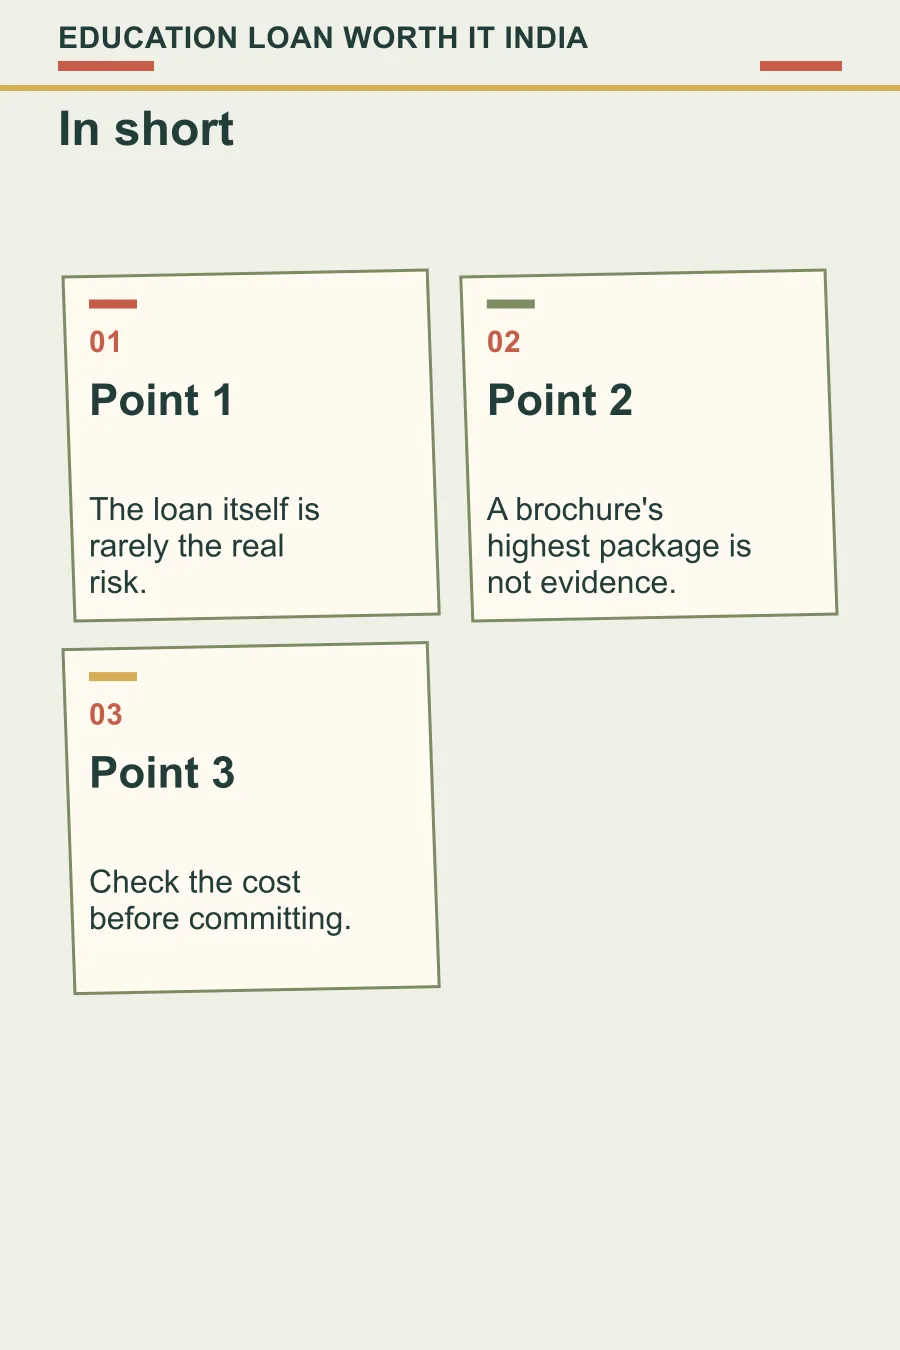 EDUCATION LOAN WORTH IT INDIA
In short
01
Point 1
The loan itself is
rarely the real
risk.
02
Point 2
A brochure's
highest package is
not evidence.
03
Point 3
Check the cost
before committing.